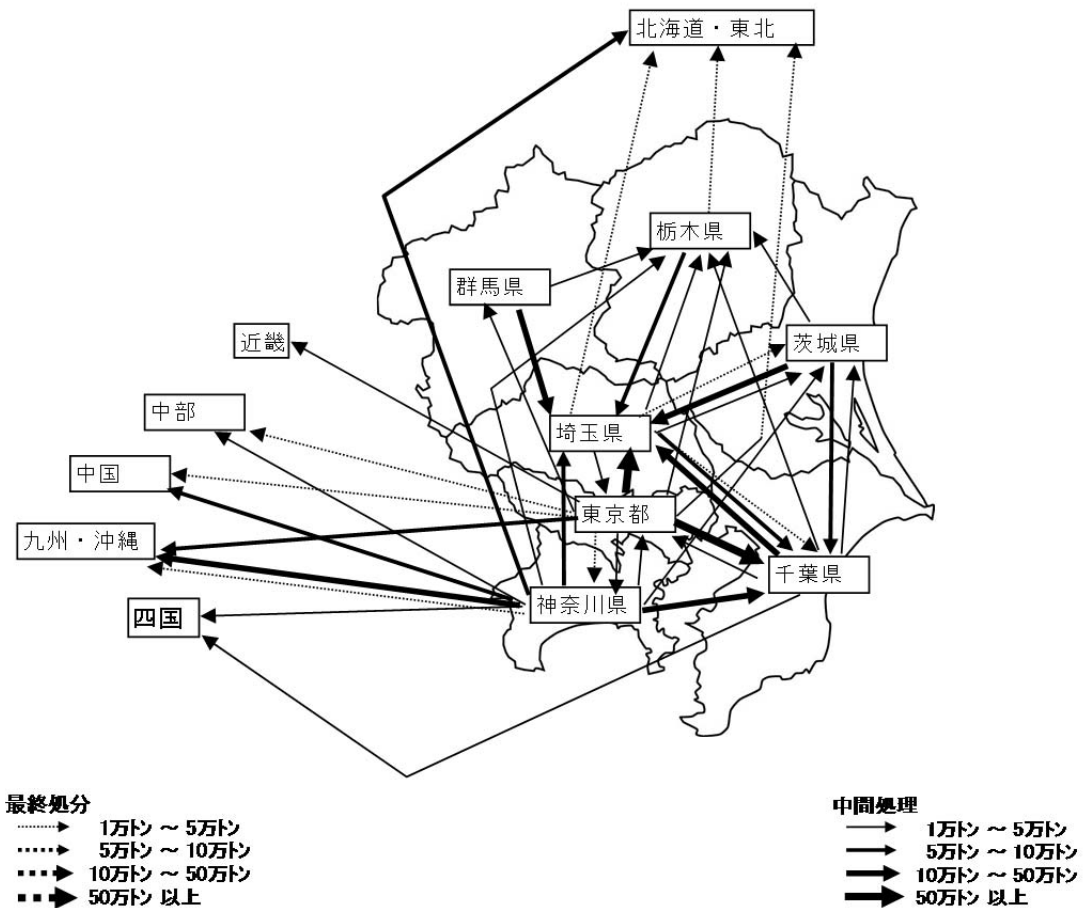 北海道・東北
栃木県
群馬県
近畿
茨城県
中部
埼玉県
中国
東京都
九州・沖縄
千葉県
神奈川県
四国
最終処分
1万トン ～ 5万トン
5万トン ～ 10万トン
10万トン ～ 50万トン
50万トン 以上
中間処理
1万トン ～ 5万トン
5万トン ～ 10万トン
10万トン ～ 50万トン
50万トン 以上